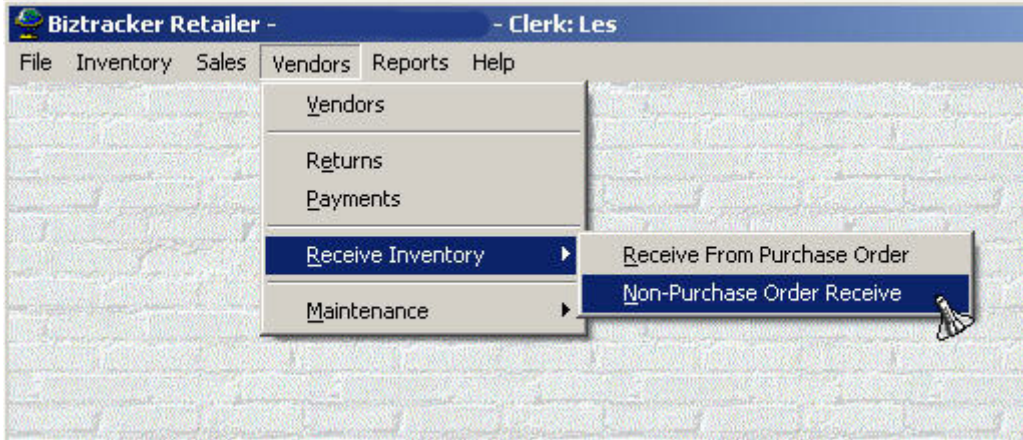 Biztracker Retailer - - Clerk: Les
File Inventory Sales Vendors Reports Help
Vendors
Returns
Payments
Receive Inventory
Receive From Purchase Order
Non-Purchase Order Receive
Maintenance